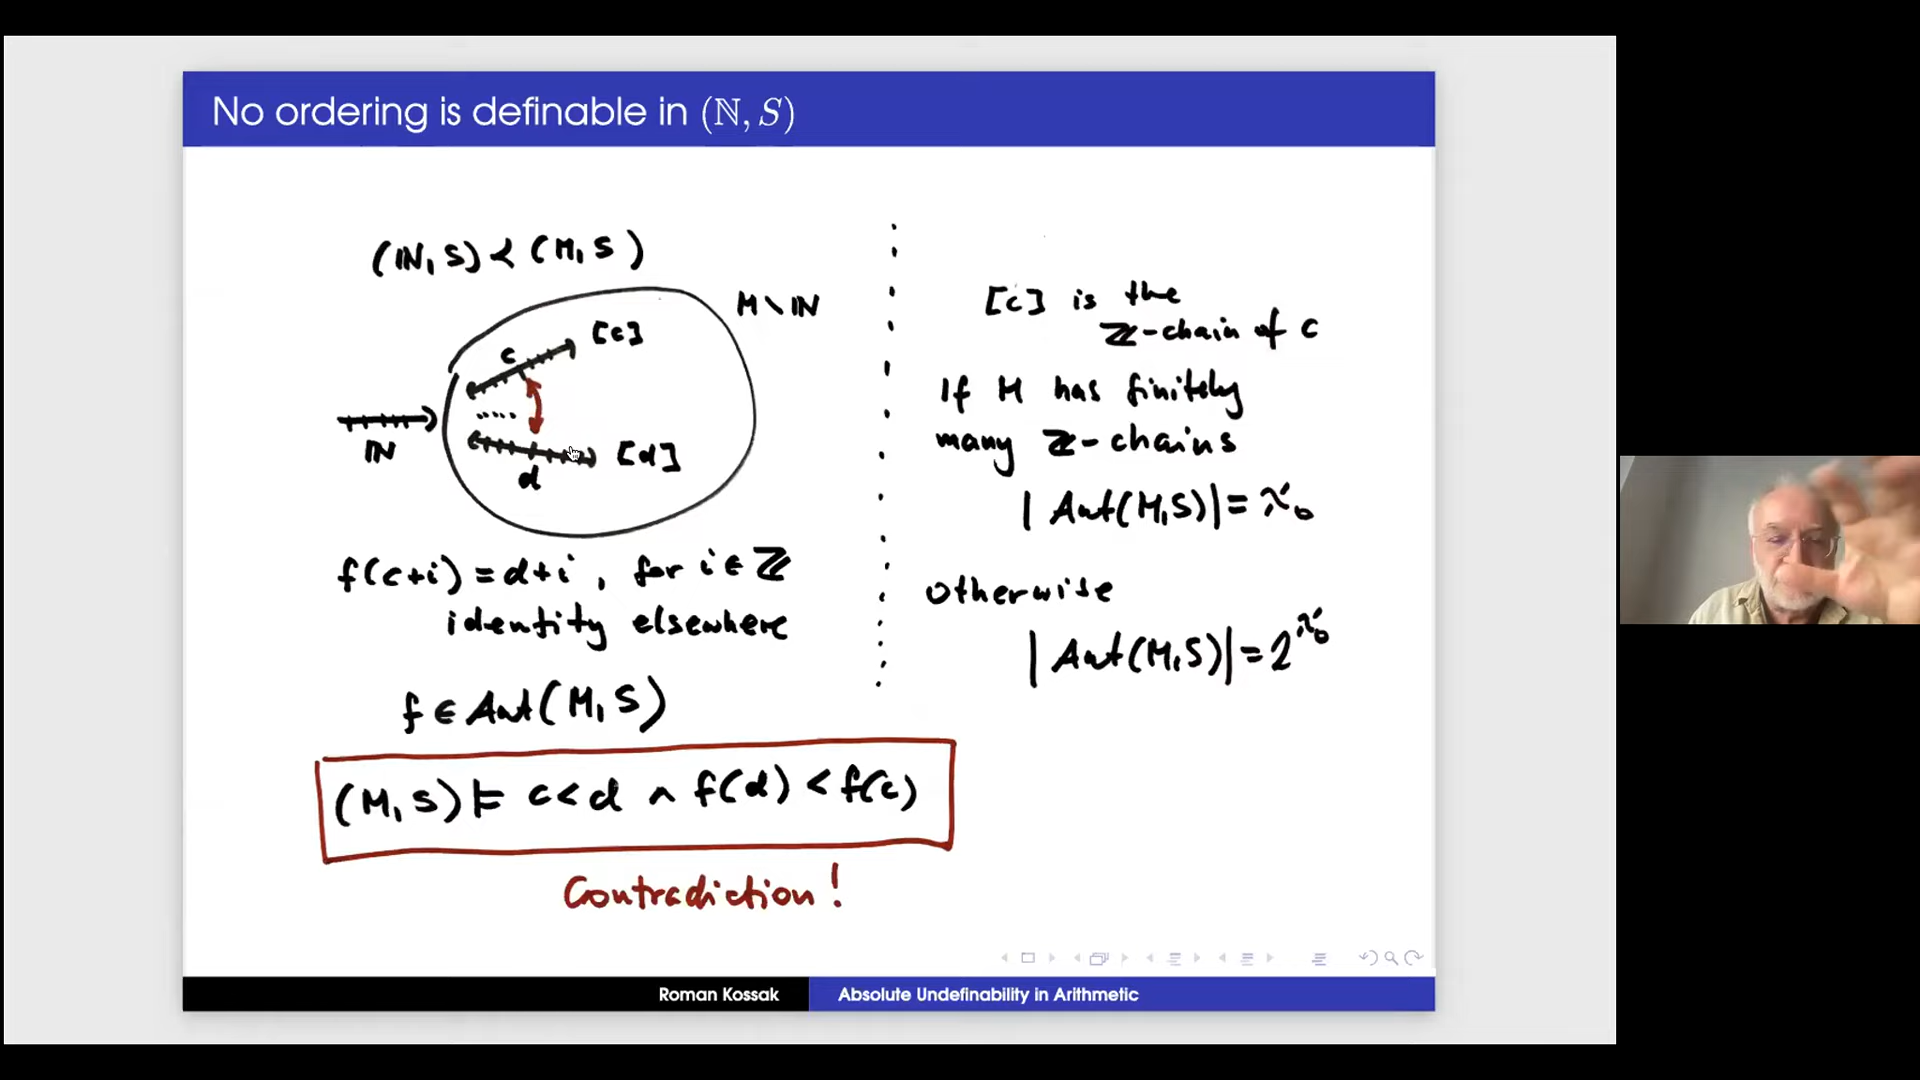 No ordering is definable in (ℕ, S)
(ℕ, S) ≺ (M, S)
M \ ℕ
[c]
c
ℕ
[d]
d
f(c+i) = d+i, for i ∈ ℤ
identity elsewhere
f ∈ Aut(M, S)
(M, S) ⊨ c < d ∧ f(d) < f(c)
Contradiction!
[c] is the
ℤ-chain of c
If M has finitely
many ℤ-chains
|Aut(M, S)| = ℵ₀
otherwise
|Aut(M, S)| = 2^ℵ₀
Roman Kossak
Absolute Undefinability in Arithmetic